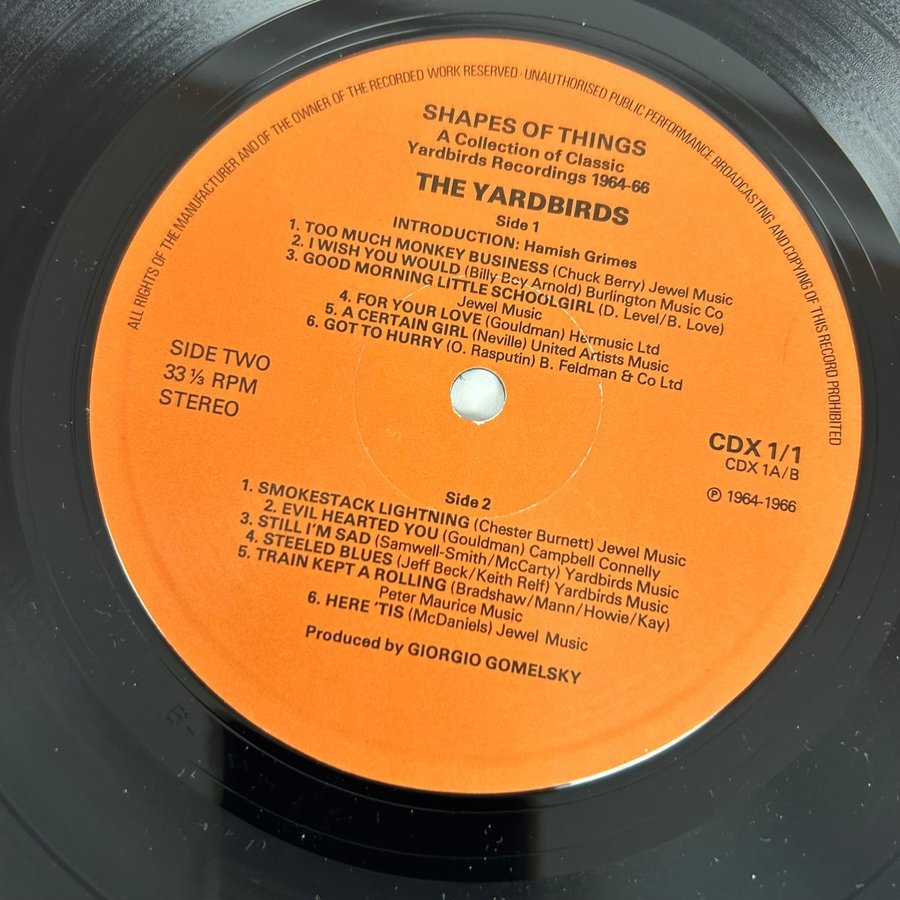 ALL RIGHTS OF THE MANUFACTURER AND OF THE OWNER OF THE RECORDED WORK RESERVED · UNAUTHORISED PUBLIC PERFORMANCE BROADCASTING AND COPYING OF THIS RECORD PROHIBITED
SHAPES OF THINGS
A Collection of Classic
Yardbirds Recordings 1964-66
THE YARDBIRDS
Side 1
INTRODUCTION: Hamish Grimes
1. TOO MUCH MONKEY BUSINESS (Chuck Berry) Jewel Music
2. I WISH YOU WOULD (Billy Boy Arnold) Burlington Music Co
3. GOOD MORNING LITTLE SCHOOLGIRL (D. Level/B. Love)
Jewel Music
4. FOR YOUR LOVE (Gouldman) Hermusic Ltd
5. A CERTAIN GIRL (Neville) United Artists Music
6. GOT TO HURRY (O. Rasputin) B. Feldman & Co Ltd
SIDE TWO
33 ⅓ RPM
STEREO
CDX 1/1
CDX 1A/B
℗ 1964-1966
Side 2
1. SMOKESTACK LIGHTNING (Chester Burnett) Jewel Music
2. EVIL HEARTED YOU (Gouldman) Campbell Connelly
3. STILL I'M SAD (Samwell-Smith/McCarty) Yardbirds Music
4. STEELED BLUES (Jeff Beck/Keith Relf) Yardbirds Music
5. TRAIN KEPT A ROLLING (Bradshaw/Mann/Howie/Kay)
Peter Maurice Music
6. HERE 'TIS (McDaniels) Jewel Music
Produced by GIORGIO GOMELSKY